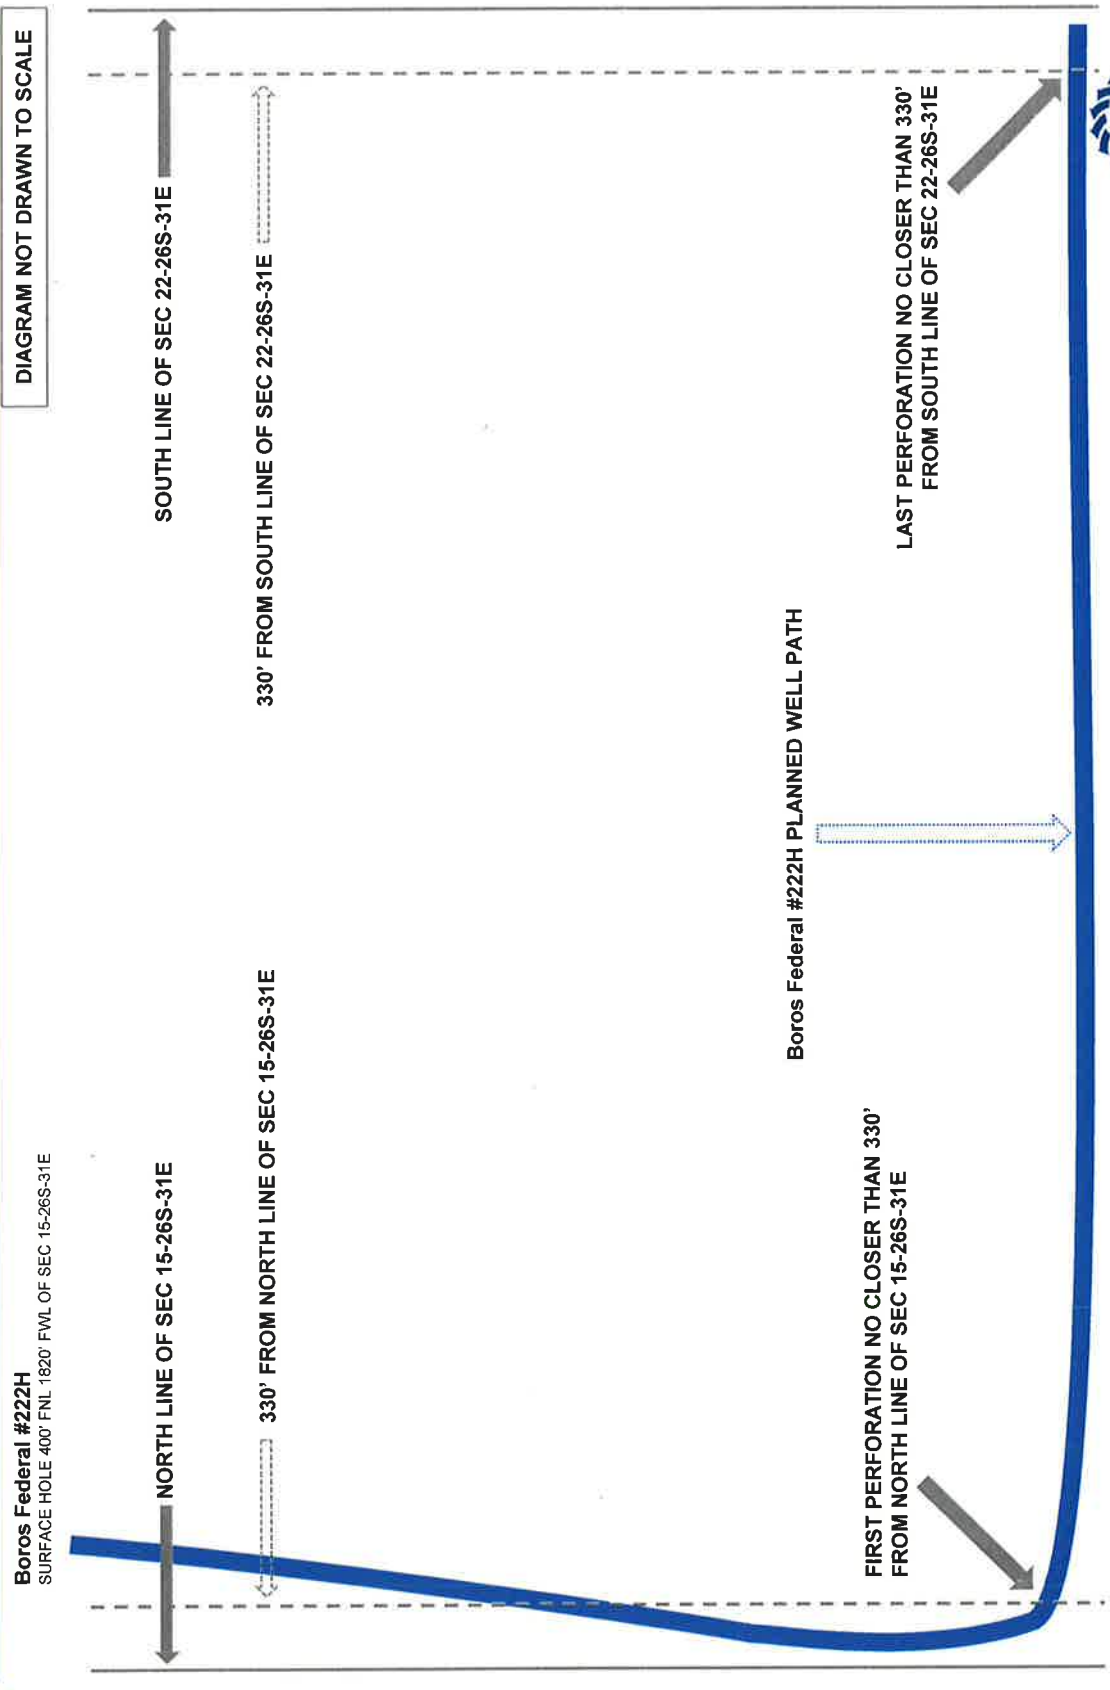 Boros Federal #222H
SURFACE HOLE 400' FNL 1820' FWL OF SEC 15-26S-31E
DIAGRAM NOT DRAWN TO SCALE
NORTH LINE OF SEC 15-26S-31E
SOUTH LINE OF SEC 22-26S-31E
330' FROM NORTH LINE OF SEC 15-26S-31E
330' FROM SOUTH LINE OF SEC 22-26S-31E
Boros Federal #222H PLANNED WELL PATH
FIRST PERFORATION NO CLOSER THAN 330'
FROM NORTH LINE OF SEC 15-26S-31E
LAST PERFORATION NO CLOSER THAN 330'
FROM SOUTH LINE OF SEC 22-26S-31E